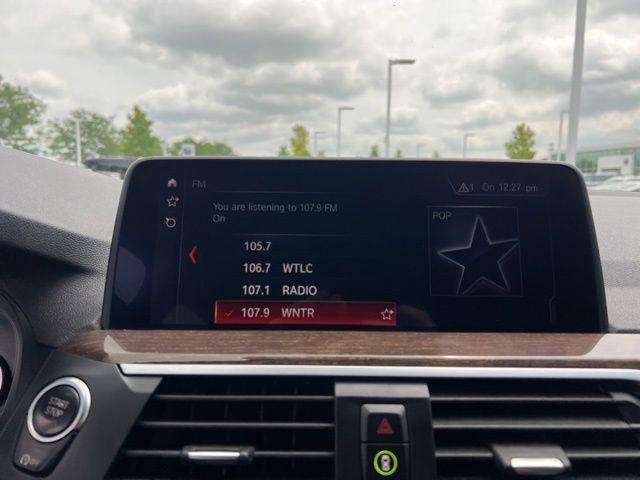 FM
1 On 12:27 pm
You are listening to 107.9 FM
On
POP
105.7
106.7 WTLC
107.1 RADIO
107.9 WNTR
START
STOP